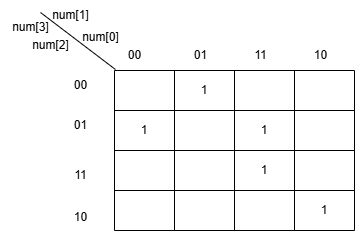 num[1]
num[3]
num[0]
num[2]
00 01 11 10
00 1
01 1 1
11 1
10 1